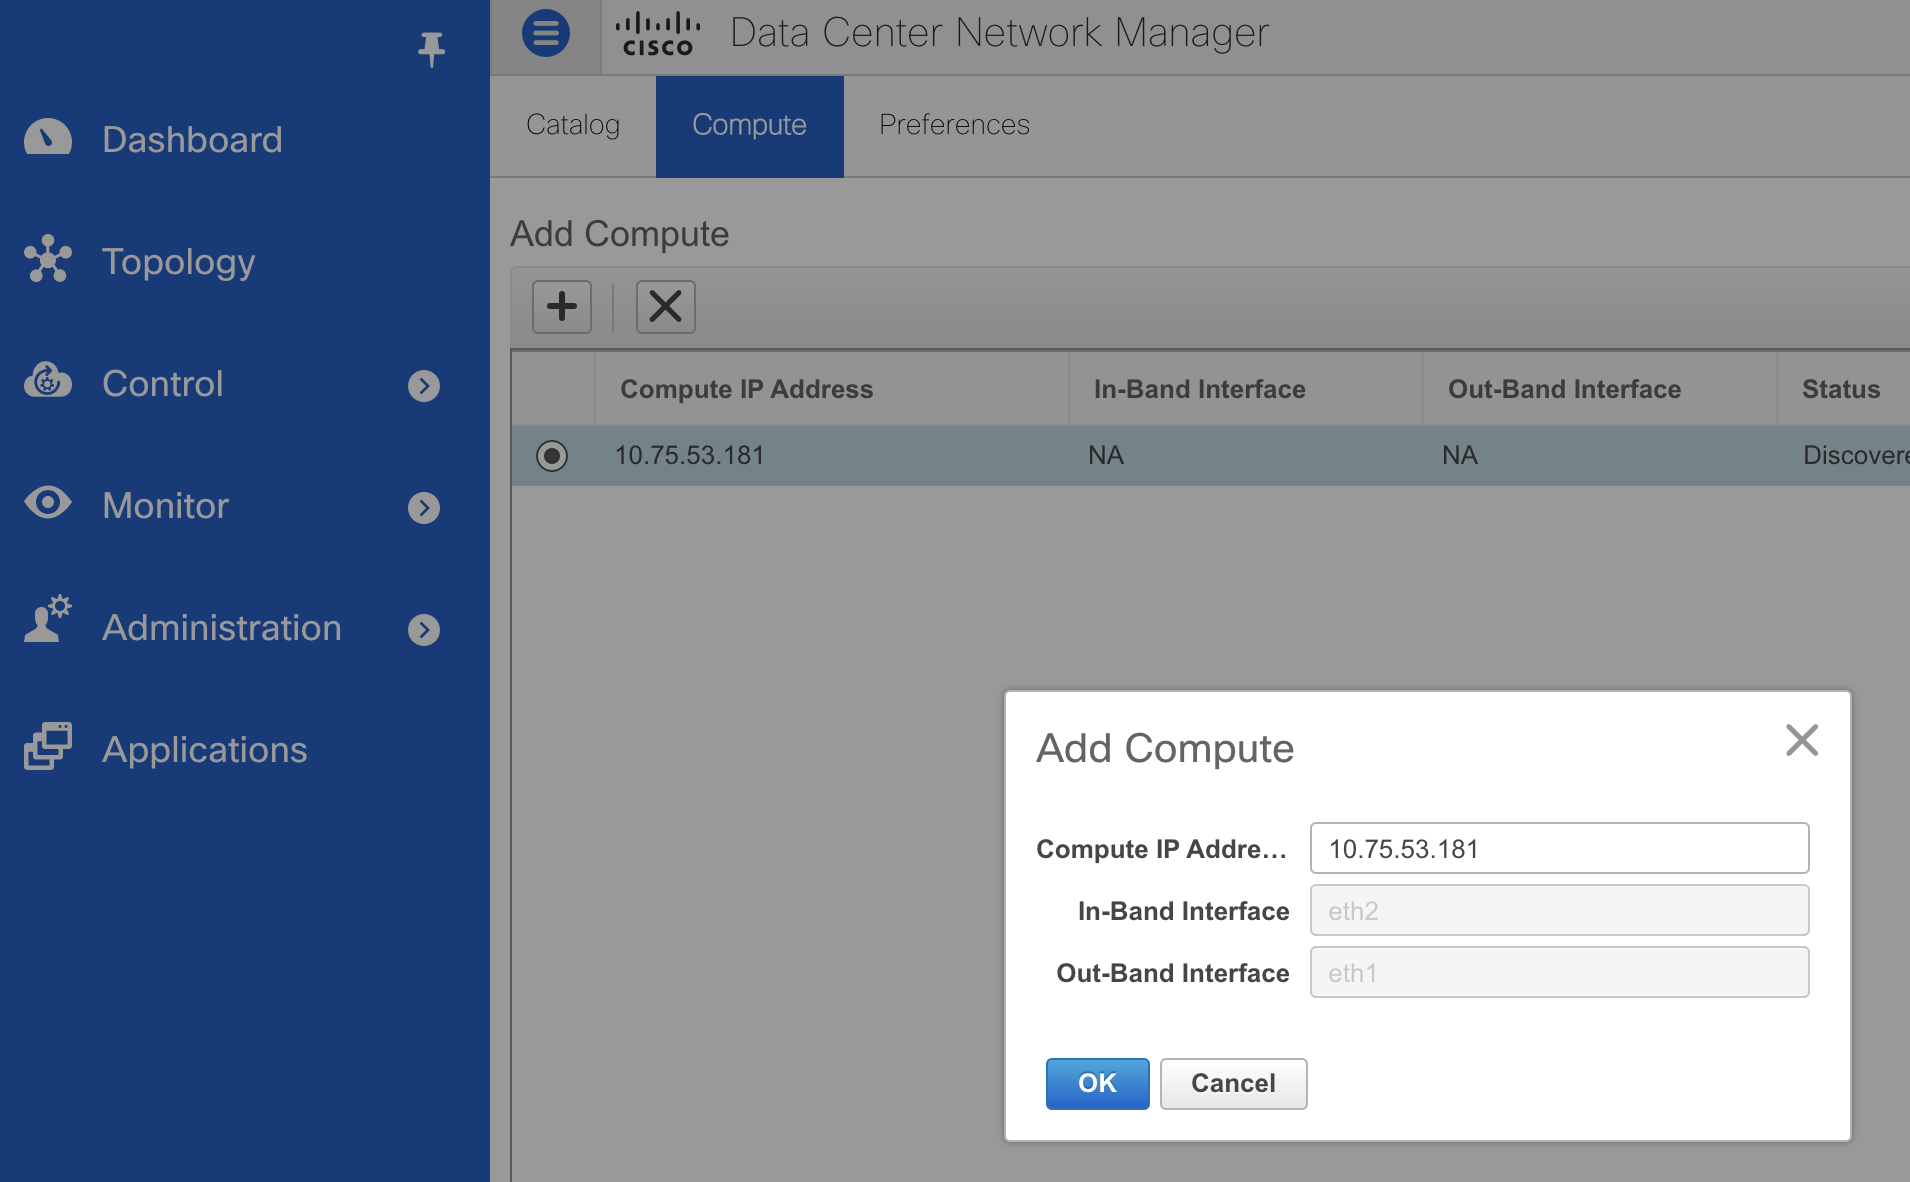 CISCO
Data Center Network Manager
Dashboard
Topology
Control
Monitor
Administration
Applications
Catalog
Compute
Preferences
Add Compute
Compute IP Address
In-Band Interface
Out-Band Interface
Status
10.75.53.181
NA
NA
Discovere
Add Compute
Compute IP Addre...
10.75.53.181
In-Band Interface
eth2
Out-Band Interface
eth1
OK
Cancel